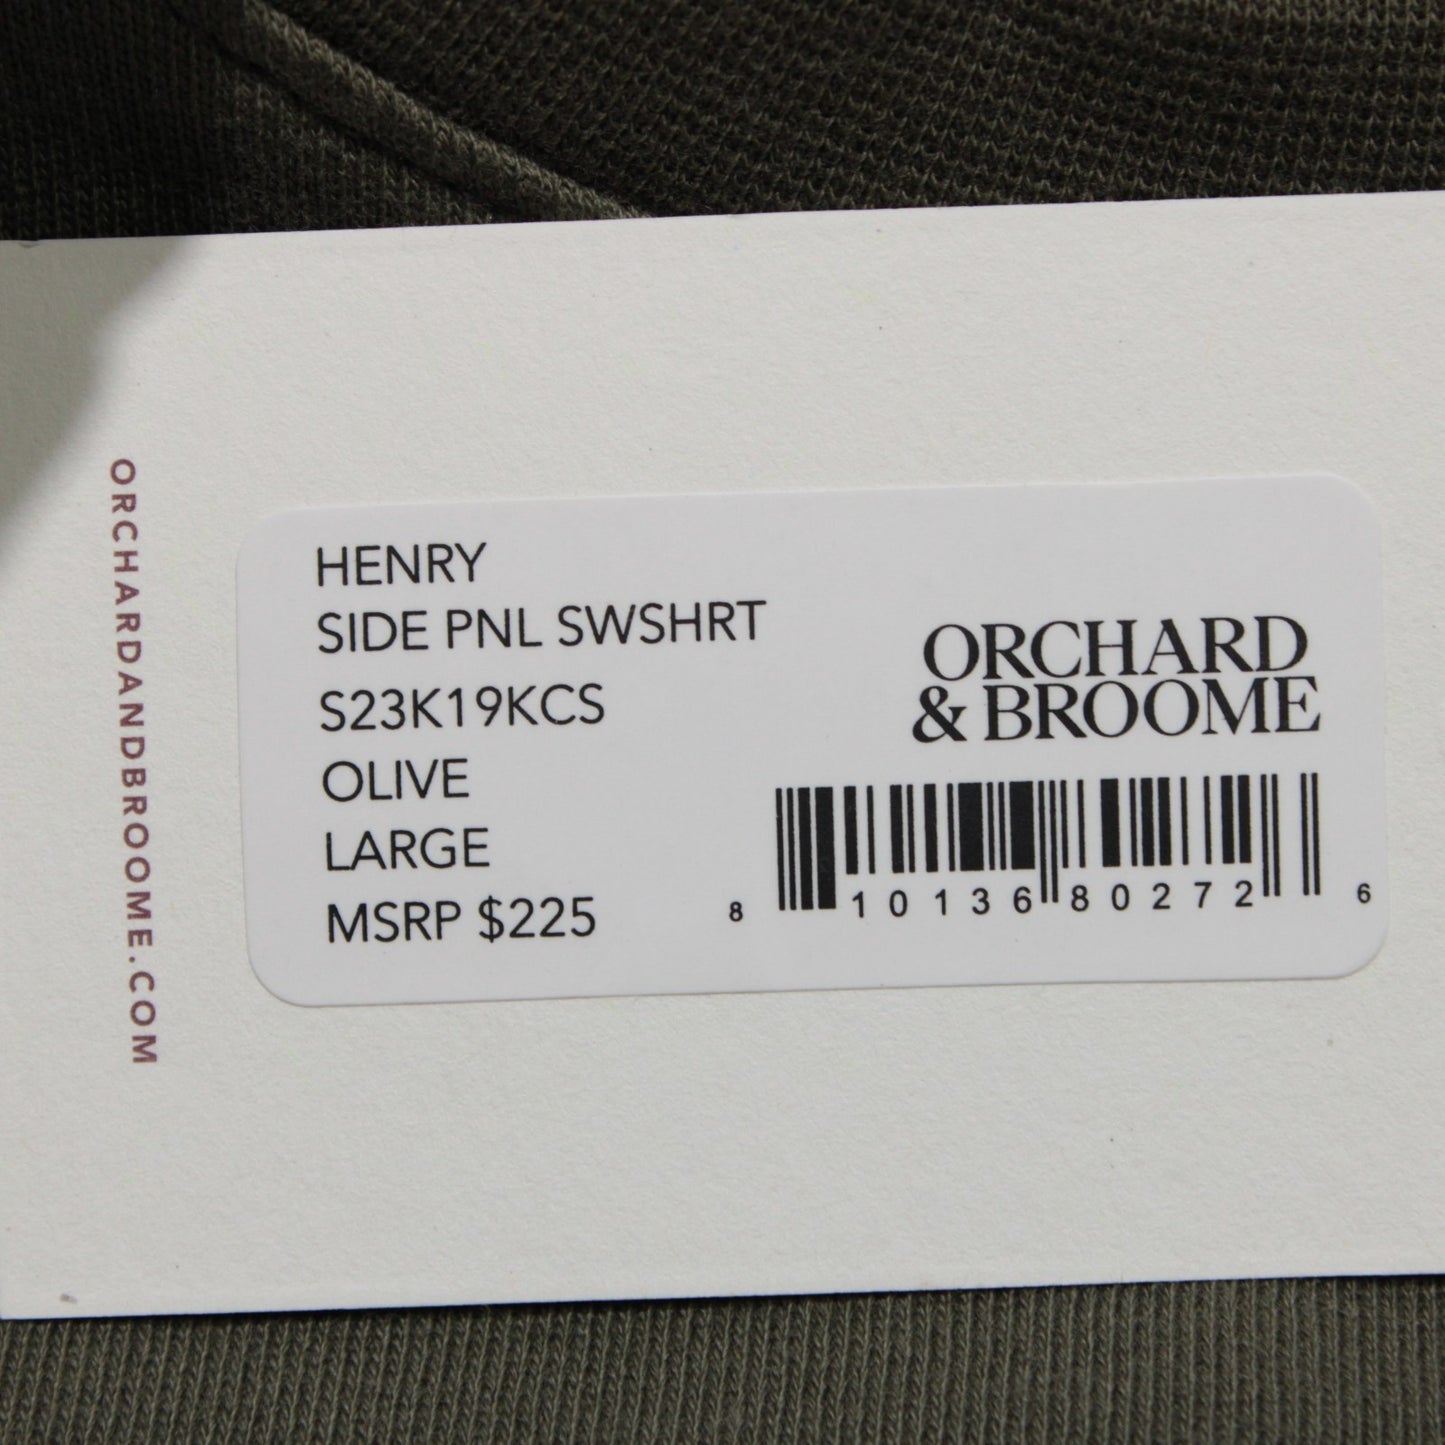 ORCHARDANDBROOME.COM
HENRY
SIDE PNL SWSHRT
S23K19KCS
OLIVE
LARGE
MSRP $225
ORCHARD
& BROOME
8 10136 80272 6